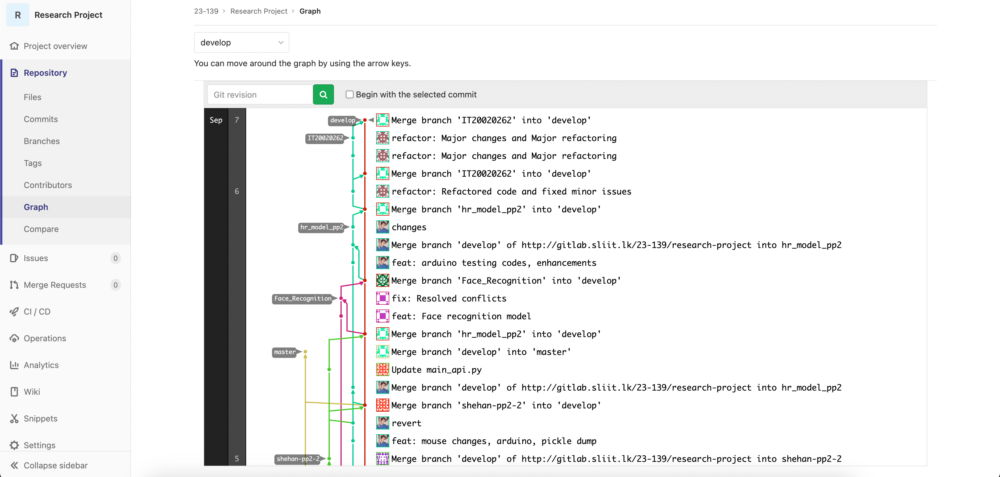 R Research Project
Project overview
Repository
Files
Commits
Branches
Tags
Contributors
Graph
Compare
Issues 0
Merge Requests 0
CI / CD
Operations
Analytics
Wiki
Snippets
Settings
Collapse sidebar
23-139 > Research Project > Graph
develop
You can move around the graph by using the arrow keys.
Git revision
Begin with the selected commit
Sep 7 develop Merge branch 'IT20020262' into 'develop'
IT20020262 refactor: Major changes and Major refactoring
refactor: Major changes and Major refactoring
Merge branch 'IT20020262' into 'develop'
6 refactor: Refactored code and fixed minor issues
Merge branch 'hr_model_pp2' into 'develop'
hr_model_pp2 changes
Merge branch 'develop' of http://gitlab.sliit.lk/23-139/research-project into hr_model_pp2
feat: arduino testing codes, enhancements
Merge branch 'Face_Recognition' into 'develop'
Face_Recognition fix: Resolved conflicts
feat: Face recognition model
Merge branch 'hr_model_pp2' into 'develop'
master Merge branch 'develop' into 'master'
Update main_api.py
Merge branch 'develop' of http://gitlab.sliit.lk/23-139/research-project into hr_model_pp2
Merge branch 'shehan-pp2-2' into 'develop'
revert
feat: mouse changes, arduino, pickle dump
5 shehan-pp2-2 Merge branch 'develop' of http://gitlab.sliit.lk/23-139/research-project into shehan-pp2-2